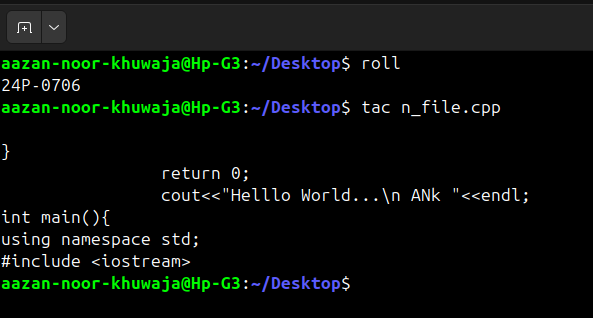 aazan-noor-khuwaja@Hp-G3:~/Desktop$ roll
24P-0706
aazan-noor-khuwaja@Hp-G3:~/Desktop$ tac n_file.cpp

}
                return 0;
                cout<<"Helllo World...\n ANk "<<endl;
int main(){
using namespace std;
#include <iostream>
aazan-noor-khuwaja@Hp-G3:~/Desktop$